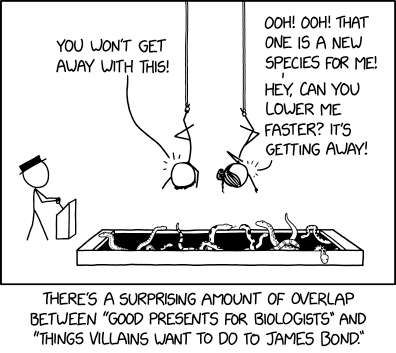 YOU WON'T GET
AWAY WITH THIS!
OOH! OOH! THAT
ONE IS A NEW
SPECIES FOR ME!
HEY, CAN YOU
LOWER ME
FASTER? IT'S
GETTING AWAY!
THERE'S A SURPRISING AMOUNT OF OVERLAP
BETWEEN "GOOD PRESENTS FOR BIOLOGISTS" AND
"THINGS VILLAINS WANT TO DO TO JAMES BOND."